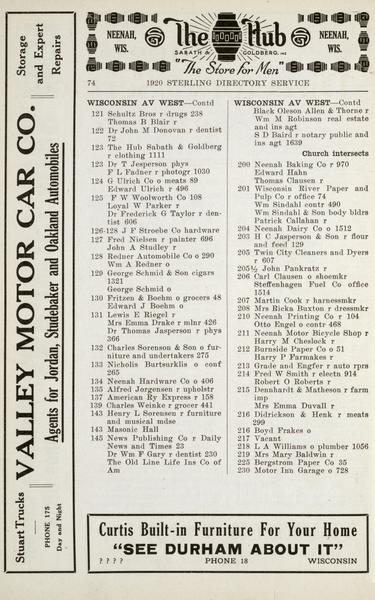 NEENAH,
WIS.
The Hub
SABATH & GOLDBERG, INC
"The Store for Men"
NEENAH,
WIS.
74 1920 STERLING DIRECTORY SERVICE
Storage
and Expert
Repairs
VALLEY MOTOR CAR CO.
Agents for Jordan, Studebaker and Oakland Automobiles
Stuart Trucks
PHONE 175
Day and Night
WISCONSIN AV WEST—Contd
121 Schultz Bros r drugs 238
Thomas B Blair r
122 Dr John M Donovan r dentist
72
123 The Hub Sabath & Goldberg
r clothing 1111
123 Dr T Jesperson phys
F L Fadner r photogr 1030
124 G Ulrich Co o meats 89
Edward Ulrich r 496
125 F W Woolworth Co 108
Loyal W Parker r
Dr Frederick G Taylor r den-
tist 606
126-128 J F Stroebe Co hardware
127 Fred Nielsen r painter 696
John A Studley r
128 Redner Automobile Co o 290
Wm A Redner o
129 George Schmid & Son cigars
1321
George Schmid o
130 Fritzen & Boehm o grocers 48
Edward J Boehm o
131 Lewis E Riegel r
Mrs Emma Drake r mlnr 426
Dr Thomas Jasperson r phys
366
132 Charles Sorenson & Son o fur-
niture and undertakers 275
133 Nicholis Burtsuklis o conf
265
134 Neenah Hardware Co o 406
135 Alfred Jorgensen r upholstr
137 American Ry Express r 158
139 Charles Weinke r grocer 441
143 Henry L Sorensen r furniture
and musical mdse
143 Masonic Hall
145 News Publishing Co r Daily
News and Times 23
Dr Wm F Gary r dentist 230
The Old Line Life Ins Co of
Am
WISCONSIN AV WEST—Contd
Black Oleson Allen & Thorne r
Wm M Robinson real estate
and ins agt
S D Baird r notary public and
ins agt 1639
Church intersects
200 Neenah Baking Co r 970
Edward Hahn
Thomas Clausen r
201 Wisconsin River Paper and
Pulp Co r office 74
Wm Sindahl contr 490
Wm Sindahl & Son body bldrs
Patrick Callahan r
202 Neenah Dairy Co o 1512
203 H C Jasperson & Son r flour
and feed 129
205 Twin City Cleaners and Dyers
r 607
205½ John Pankratz r
206 Carl Clausen o shoemkr
Steffenhagen Fuel Co office
1514
207 Martin Cook r harnessmkr
208 Mrs Ricka Buxton r dressmkr
210 Neenah Printing Co r 104
Otto Engel o contr 468
211 Neenah Motor Bicycle Shop r
Harry M Cheslock r
212 Burnside Paper Co o 51
Harry P Farmakes r
213 Grade and Engfer r auto rprs
214 Fred W Smith r elects 914
Robert O Roberts r
215 Dennhardt & Matheson r farm
imp
Mrs Emma Duvall r
216 Didrickson & Henk r meats
299
216 Boyd Frakes o
217 Vacant
218 L A Williams o plumber 1056
219 Mrs Mary Baldwin r
225 Bergstrom Paper Co 35
230 Motor Inn Garage o 728
Curtis Built-in Furniture For Your Home
"SEE DURHAM ABOUT IT"
? ? ? ? PHONE 18 WISCONSIN